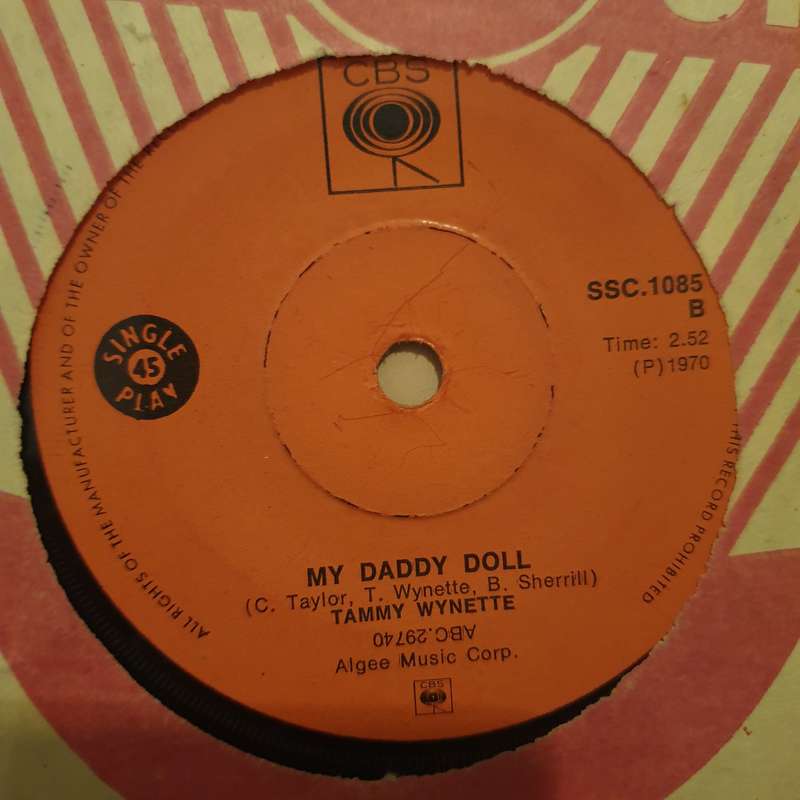 CBS
SSC.1085
B
Time: 2.52
(P)1970
SINGLE
45
PLAY
ALL RIGHTS OF THE MANUFACTURER AND OF THE OWNER OF THE
THIS RECORD PROHIBITED
MY DADDY DOLL
(C. Taylor, T. Wynette, B. Sherrill)
TAMMY WYNETTE
ABC.29740
Algee Music Corp.
CBS